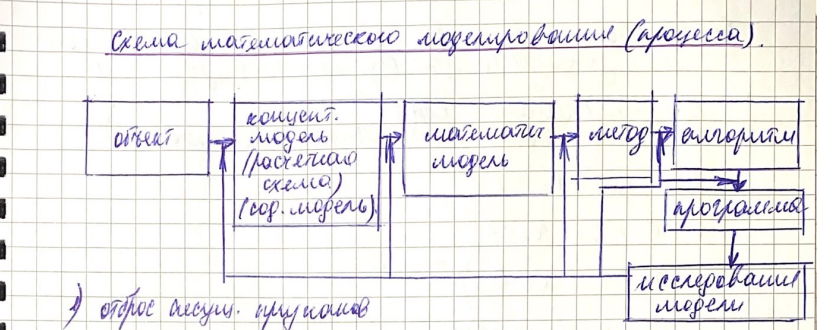 Схема математического моделирования (процесса).
объект
концепт.
модель
(расчетная
схема)
(сод. модель).
математич
модель
метод
алгоритм
программа
исследование
модели
1) отброс несущ. признаков